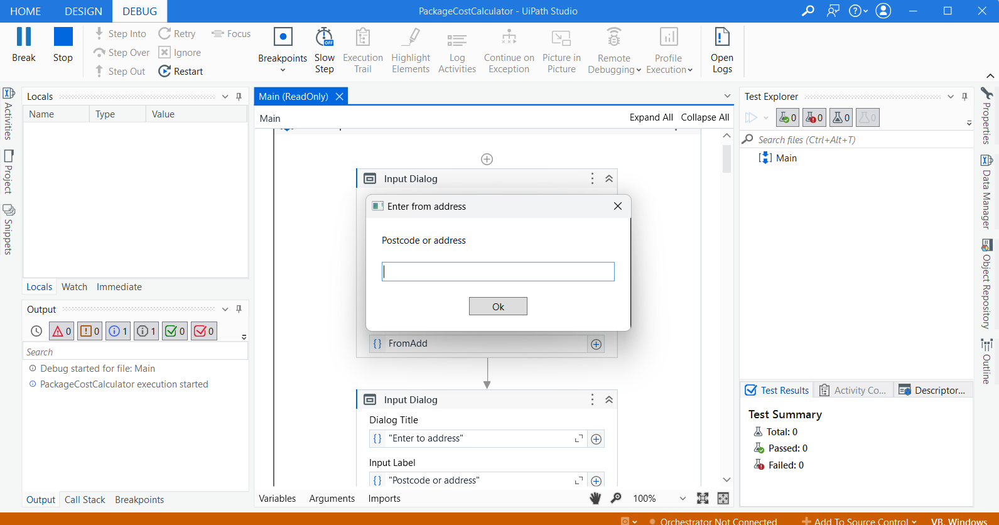 HOME DESIGN DEBUG PackageCostCalculator - UiPath Studio
Break Stop Step Into Step Over Step Out Retry Ignore Restart Focus
Breakpoints Slow Step Execution Trail Highlight Elements Log Activities Continue on Exception Picture in Picture Remote Debugging Profile Execution Open Logs
Activities
Project
Snippets
Locals
Name Type Value
Locals Watch Immediate
Output
0 0 1 1 0 0
Search
Debug started for file: Main
PackageCostCalculator execution started
Output Call Stack Breakpoints
Main (ReadOnly)
Main Expand All Collapse All
Input Dialog
Enter from address
Postcode or address
Ok
{} FromAdd
Input Dialog
Dialog Title
{} "Enter to address"
Input Label
{} "Postcode or address"
Variables Arguments Imports 100%
Test Explorer
0 0 0 0
Search files (Ctrl+Alt+T)
Main
Test Results Activity Co... Descriptor...
Test Summary
Total: 0
Passed: 0
Failed: 0
Properties
Data Manager
Object Repository
Outline
Orchestrator Not Connected Add To Source Control VB, Windows